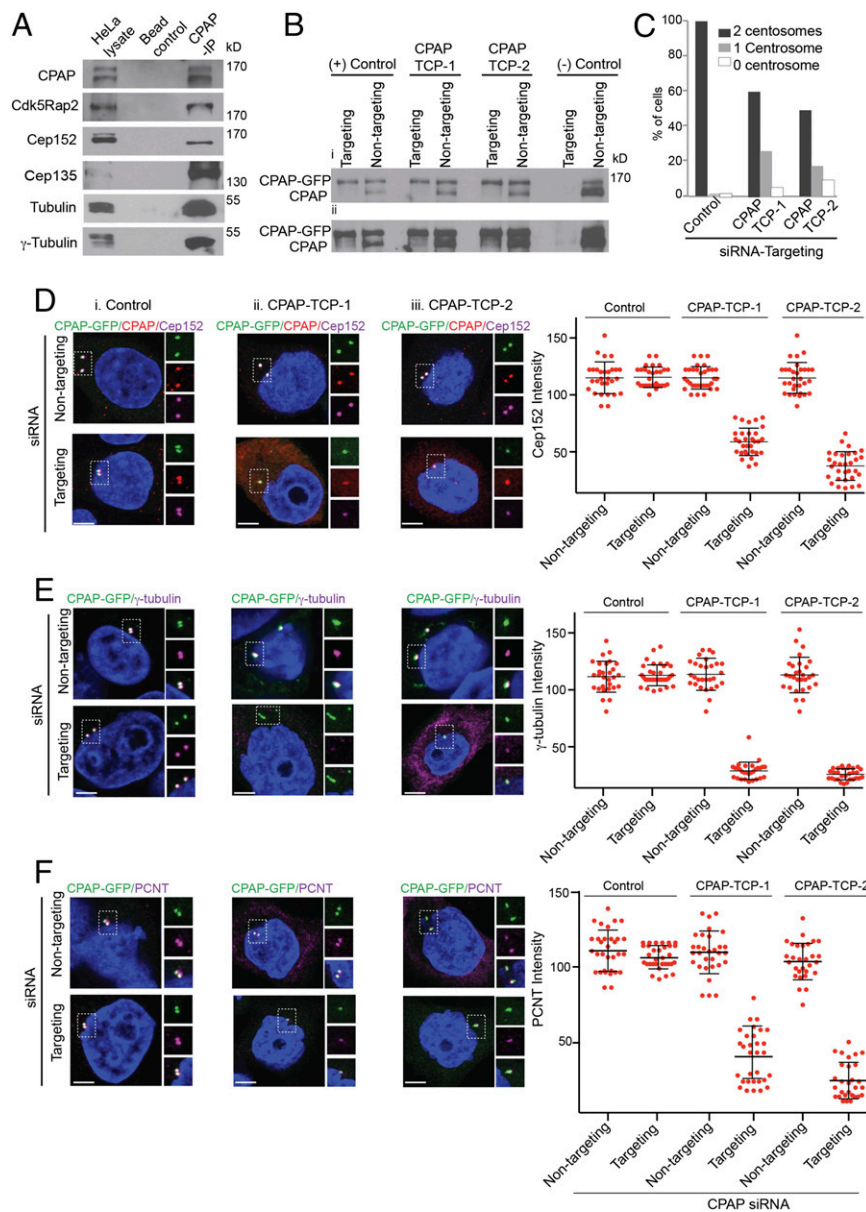 A
HeLa lysate
Bead control
CPAP -IP
kD
CPAP
170
Cdk5Rap2
170
Cep152
170
Cep135
130
Tubulin
55
γ-Tubulin
55
B
(+) Control
CPAP TCP-1
CPAP TCP-2
(-) Control
Targeting
Non-targeting
Targeting
Non-targeting
Targeting
Non-targeting
Targeting
Non-targeting
i
kD
CPAP-GFP
170
CPAP
ii
CPAP-GFP
CPAP
C
2 centosomes
1 Centrosome
0 centrosome
% of cells
100
60
40
20
0
Control
CPAP TCP-1
CPAP TCP-2
siRNA-Targeting
D
i. Control
ii. CPAP-TCP-1
iii. CPAP-TCP-2
CPAP-GFP/CPAP/Cep152
CPAP-GFP/CPAP/Cep152
CPAP-GFP/CPAP/Cep152
siRNA
Non-targeting
Targeting
Control
CPAP-TCP-1
CPAP-TCP-2
Cep152 Intensity
150
100
50
Non-targeting
Targeting
Non-targeting
Targeting
Non-targeting
Targeting
E
CPAP-GFP/γ-tubulin
CPAP-GFP/γ-tubulin
CPAP-GFP/γ-tubulin
siRNA
Non-targeting
Targeting
Control
CPAP-TCP-1
CPAP-TCP-2
γ-tubulin Intensity
150
100
50
Non-targeting
Targeting
Non-targeting
Targeting
Non-targeting
Targeting
F
CPAP-GFP/PCNT
CPAP-GFP/PCNT
CPAP-GFP/PCNT
siRNA
Non-targeting
Targeting
Control
CPAP-TCP-1
CPAP-TCP-2
PCNT Intensity
150
100
50
Non-targeting
Targeting
Non-targeting
Targeting
Non-targeting
Targeting
CPAP siRNA